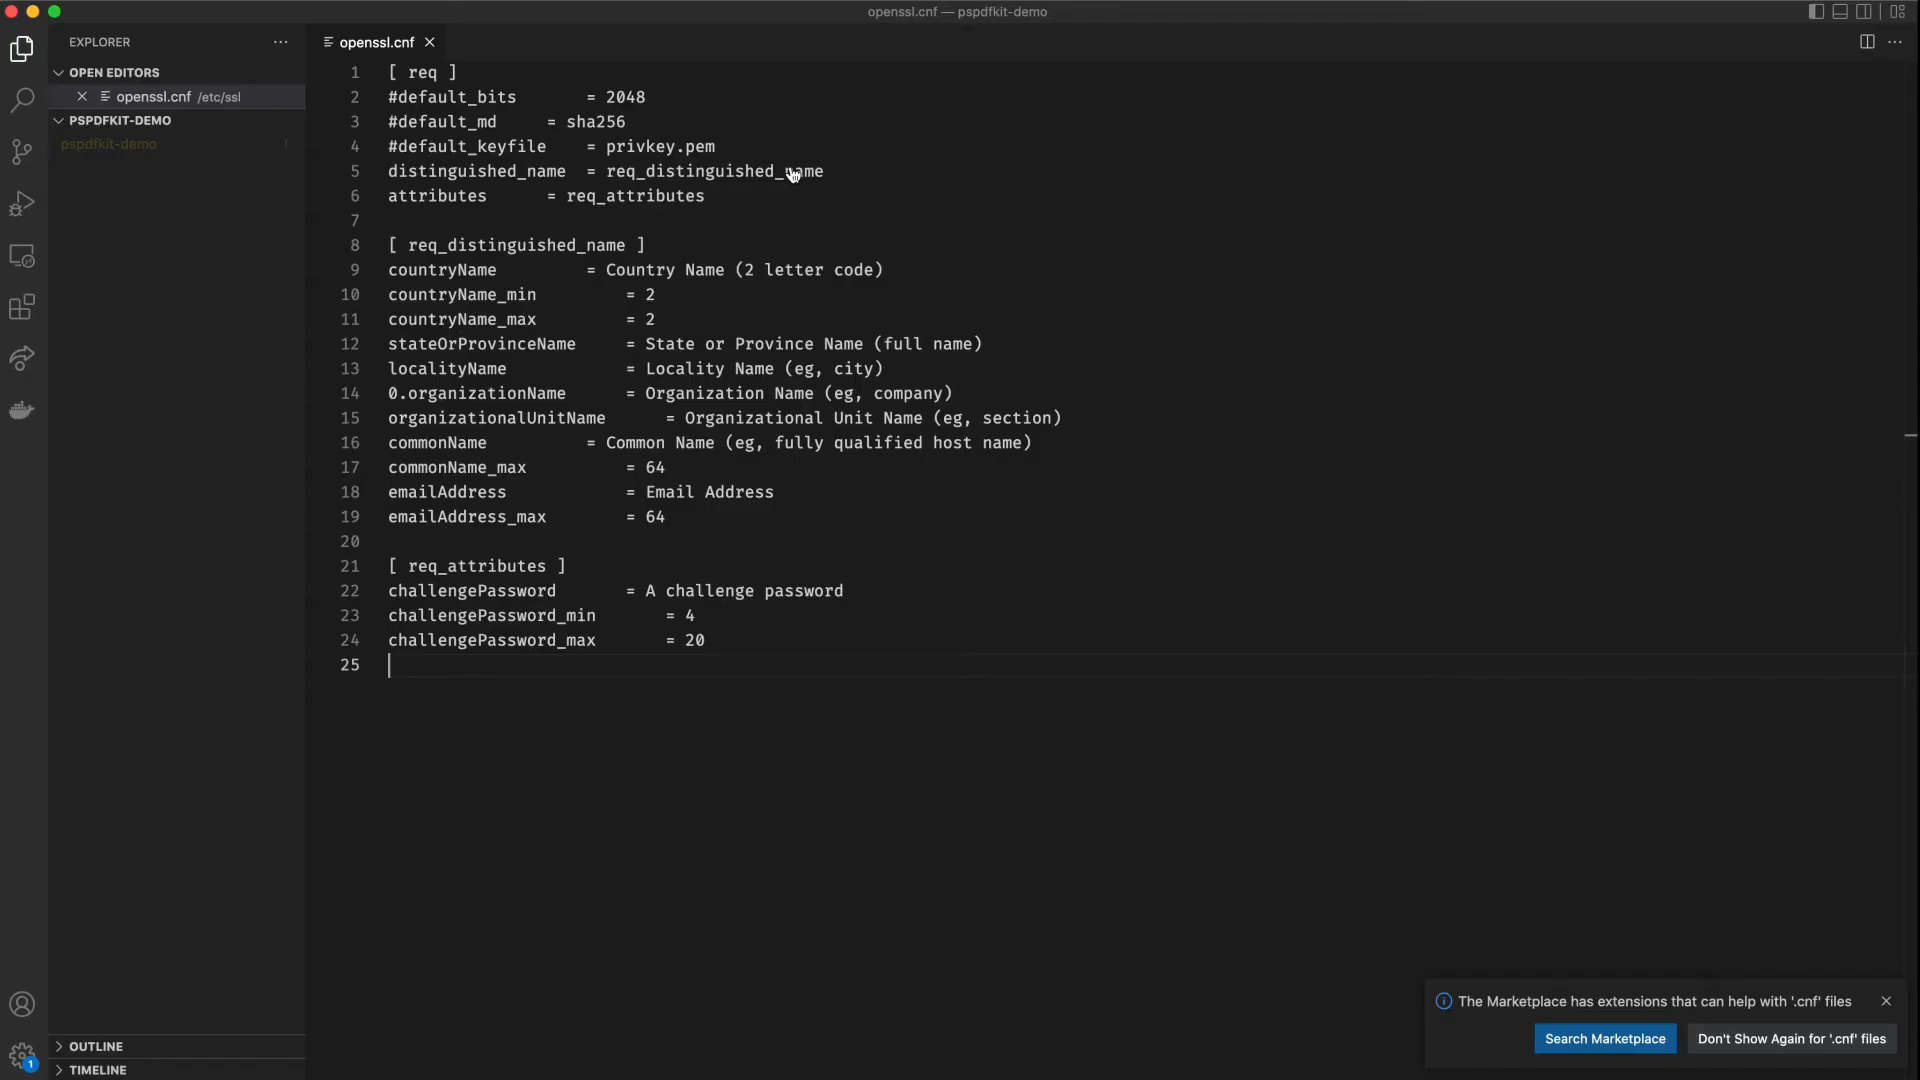 openssl.cnf — pspdfkit-demo
EXPLORER
OPEN EDITORS
openssl.cnf /etc/ssl
PSPDFKIT-DEMO
pspdfkit-demo !
openssl.cnf
1 [ req ]
2 #default_bits = 2048
3 #default_md = sha256
4 #default_keyfile = privkey.pem
5 distinguished_name = req_distinguished_name
6 attributes = req_attributes
7
8 [ req_distinguished_name ]
9 countryName = Country Name (2 letter code)
10 countryName_min = 2
11 countryName_max = 2
12 stateOrProvinceName = State or Province Name (full name)
13 localityName = Locality Name (eg, city)
14 0.organizationName = Organization Name (eg, company)
15 organizationalUnitName = Organizational Unit Name (eg, section)
16 commonName = Common Name (eg, fully qualified host name)
17 commonName_max = 64
18 emailAddress = Email Address
19 emailAddress_max = 64
20
21 [ req_attributes ]
22 challengePassword = A challenge password
23 challengePassword_min = 4
24 challengePassword_max = 20
25
The Marketplace has extensions that can help with '.cnf' files
Search Marketplace
Don't Show Again for '.cnf' files
OUTLINE
1
TIMELINE